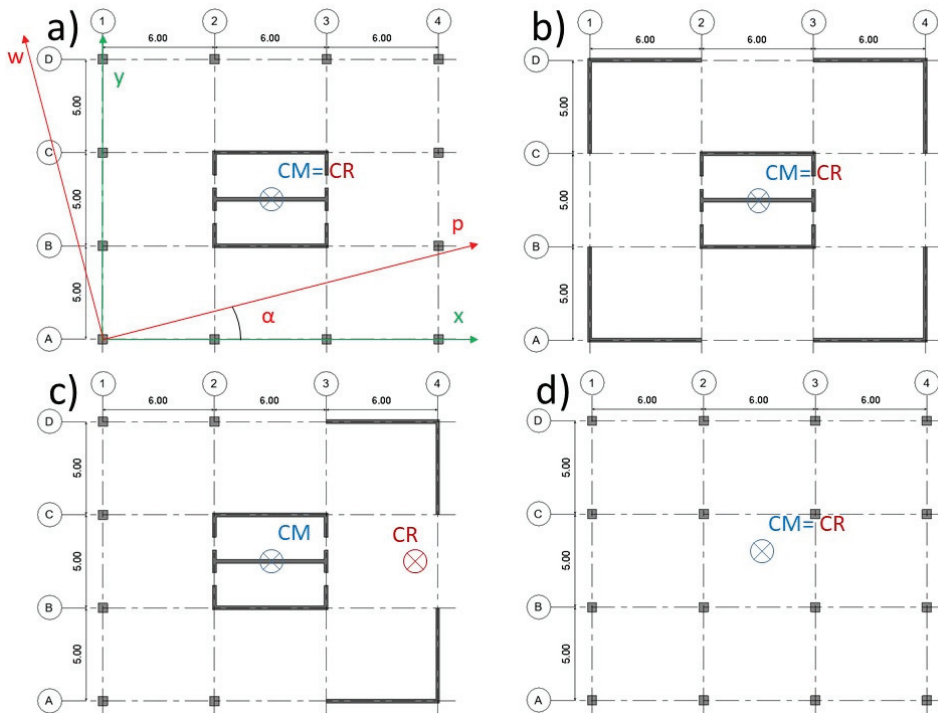 a)
1 2 3 4
6.00 6.00 6.00
w
D
y
5.00
C
CM= CR
5.00
B
p
5.00
α
x
A
b)
1 2 3 4
6.00 6.00 6.00
D
5.00
C
CM= CR
5.00
B
5.00
A
c)
1 2 3 4
6.00 6.00 6.00
D
5.00
C
CM CR
5.00
B
5.00
A
d)
1 2 3 4
6.00 6.00 6.00
D
5.00
C
CM= CR
5.00
B
5.00
A